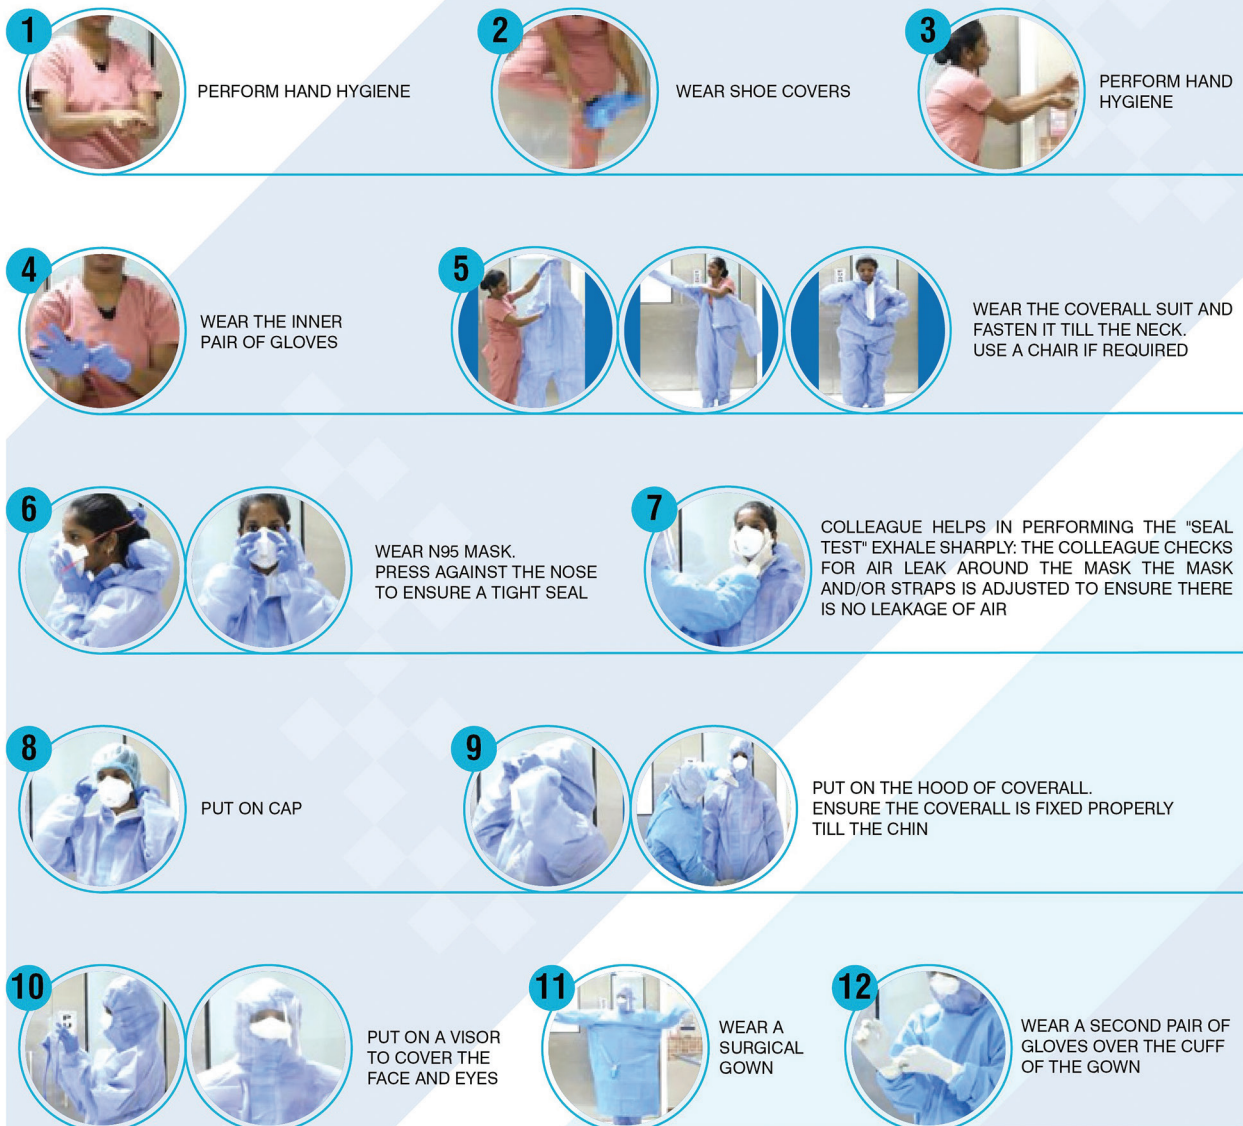 1
PERFORM HAND HYGIENE
2
WEAR SHOE COVERS
3
PERFORM HAND
HYGIENE
4
WEAR THE INNER
PAIR OF GLOVES
5
WEAR THE COVERALL SUIT AND
FASTEN IT TILL THE NECK.
USE A CHAIR IF REQUIRED
6
WEAR N95 MASK.
PRESS AGAINST THE NOSE
TO ENSURE A TIGHT SEAL
7
COLLEAGUE HELPS IN PERFORMING THE "SEAL
TEST" EXHALE SHARPLY: THE COLLEAGUE CHECKS
FOR AIR LEAK AROUND THE MASK THE MASK
AND/OR STRAPS IS ADJUSTED TO ENSURE THERE
IS NO LEAKAGE OF AIR
8
PUT ON CAP
9
PUT ON THE HOOD OF COVERALL.
ENSURE THE COVERALL IS FIXED PROPERLY
TILL THE CHIN
10
PUT ON A VISOR
TO COVER THE
FACE AND EYES
11
WEAR A
SURGICAL
GOWN
12
WEAR A SECOND PAIR OF
GLOVES OVER THE CUFF
OF THE GOWN